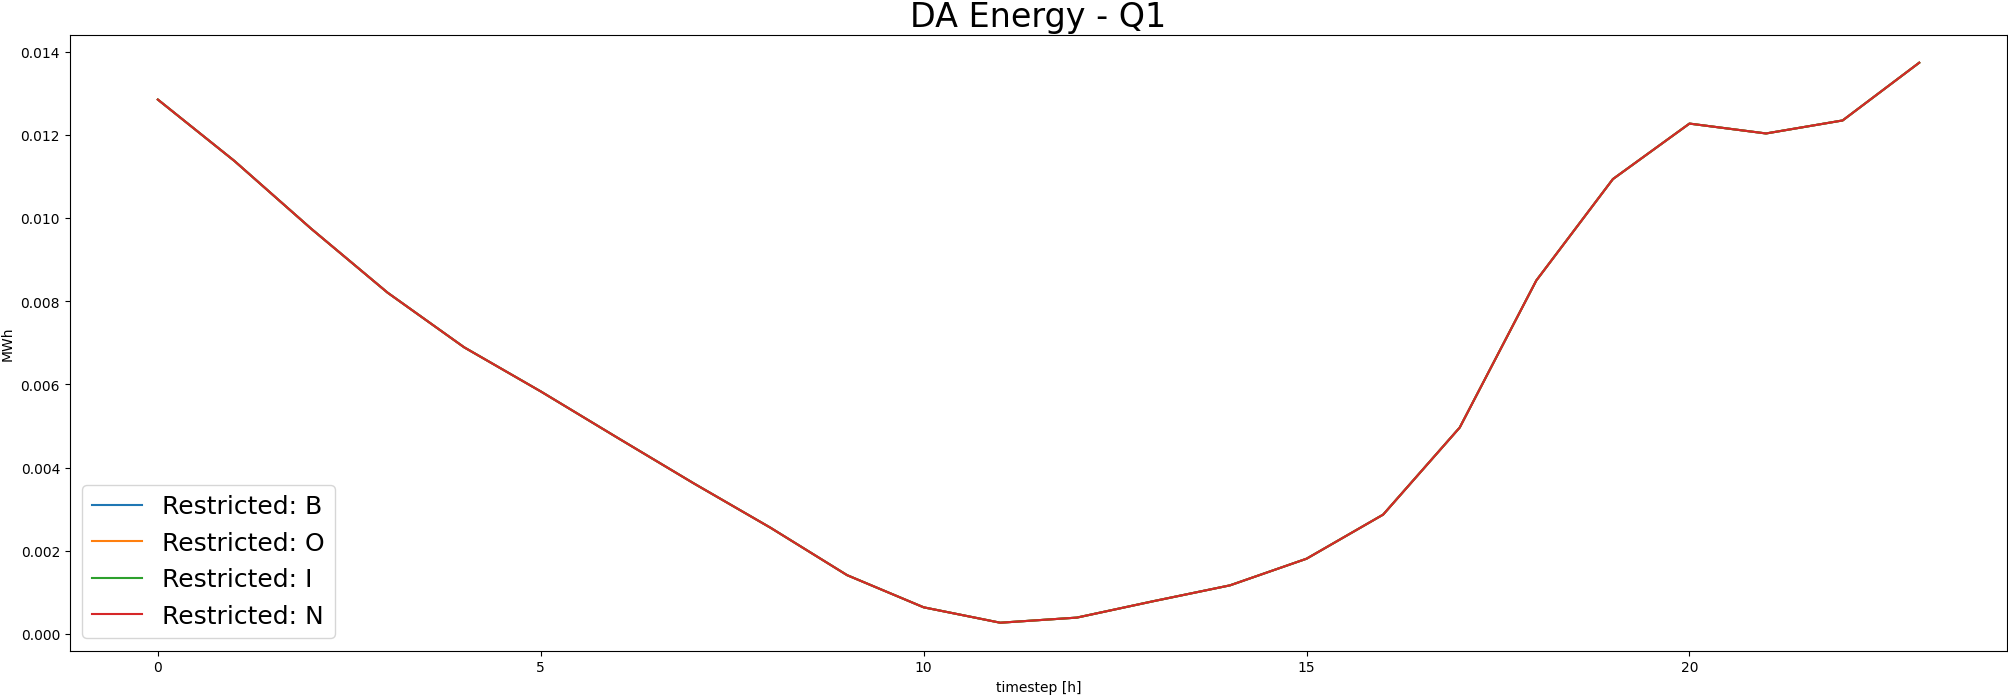 DA Energy - Q1
0.014
0.012
0.010
0.008
0.006
0.004
0.002
0.000
MWh
Restricted: B
Restricted: O
Restricted: I
Restricted: N
0 5 10 15 20
timestep [h]